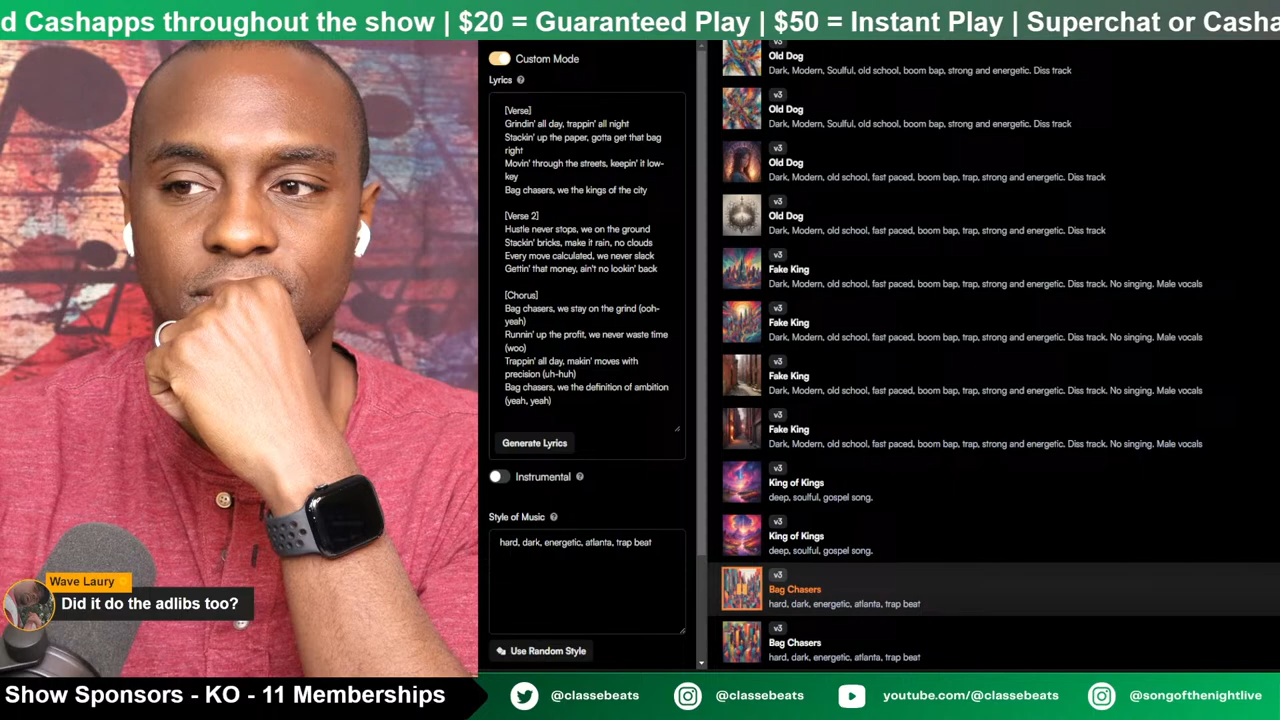 d Cashapps throughout the show | $20 = Guaranteed Play | $50 = Instant Play | Superchat or Casha
Custom Mode
Lyrics
[Verse]
Grindin' all day, trappin' all night
Stackin' up the paper, gotta get that bag
right
Movin' through the streets, keepin' it low-
key
Bag chasers, we the kings of the city
[Verse 2]
Hustle never stops, we on the ground
Stackin' bricks, make it rain, no clouds
Every move calculated, we never slack
Gettin' that money, ain't no lookin' back
[Chorus]
Bag chasers, we stay on the grind (ooh-
yeah)
Runnin' up the profit, we never waste time
(woo)
Trappin' all day, makin' moves with
precision (uh-huh)
Bag chasers, we the definition of ambition
(yeah, yeah)
Generate Lyrics
Instrumental
Style of Music
hard, dark, energetic, atlanta, trap beat
Use Random Style
v3
Old Dog
Dark, Modern, Soulful, old school, boom bap, strong and energetic. Diss track
v3
Old Dog
Dark, Modern, Soulful, old school, boom bap, strong and energetic. Diss track
v3
Old Dog
Dark, Modern, old school, fast paced, boom bap, trap, strong and energetic. Diss track
v3
Old Dog
Dark, Modern, old school, fast paced, boom bap, trap, strong and energetic. Diss track
v3
Fake King
Dark, Modern, old school, fast paced, boom bap, trap, strong and energetic. Diss track. No singing. Male vocals
v3
Fake King
Dark, Modern, old school, fast paced, boom bap, trap, strong and energetic. Diss track. No singing. Male vocals
v3
Fake King
Dark, Modern, old school, fast paced, boom bap, trap, strong and energetic. Diss track. No singing. Male vocals
v3
Fake King
Dark, Modern, old school, fast paced, boom bap, trap, strong and energetic. Diss track. No singing. Male vocals
v3
King of Kings
deep, soulful, gospel song.
v3
King of Kings
deep, soulful, gospel song.
v3
Bag Chasers
hard, dark, energetic, atlanta, trap beat
v3
Bag Chasers
hard, dark, energetic, atlanta, trap beat
Wave Laury
Did it do the adlibs too?
Show Sponsors - KO - 11 Memberships
@classebeats
@classebeats
youtube.com/@classebeats
@songofthenightlive